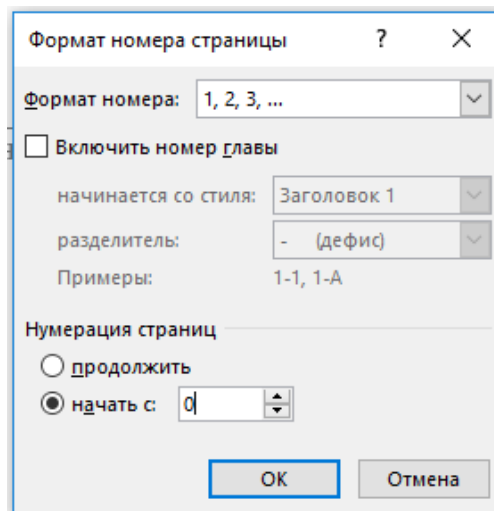 Формат номера страницы ? ×
Формат номера: 1, 2, 3, ...
Включить номер главы
начинается со стиля: Заголовок 1
разделитель: - (дефис)
Примеры: 1-1, 1-A
Нумерация страниц
продолжить
начать с: 0
ОК Отмена